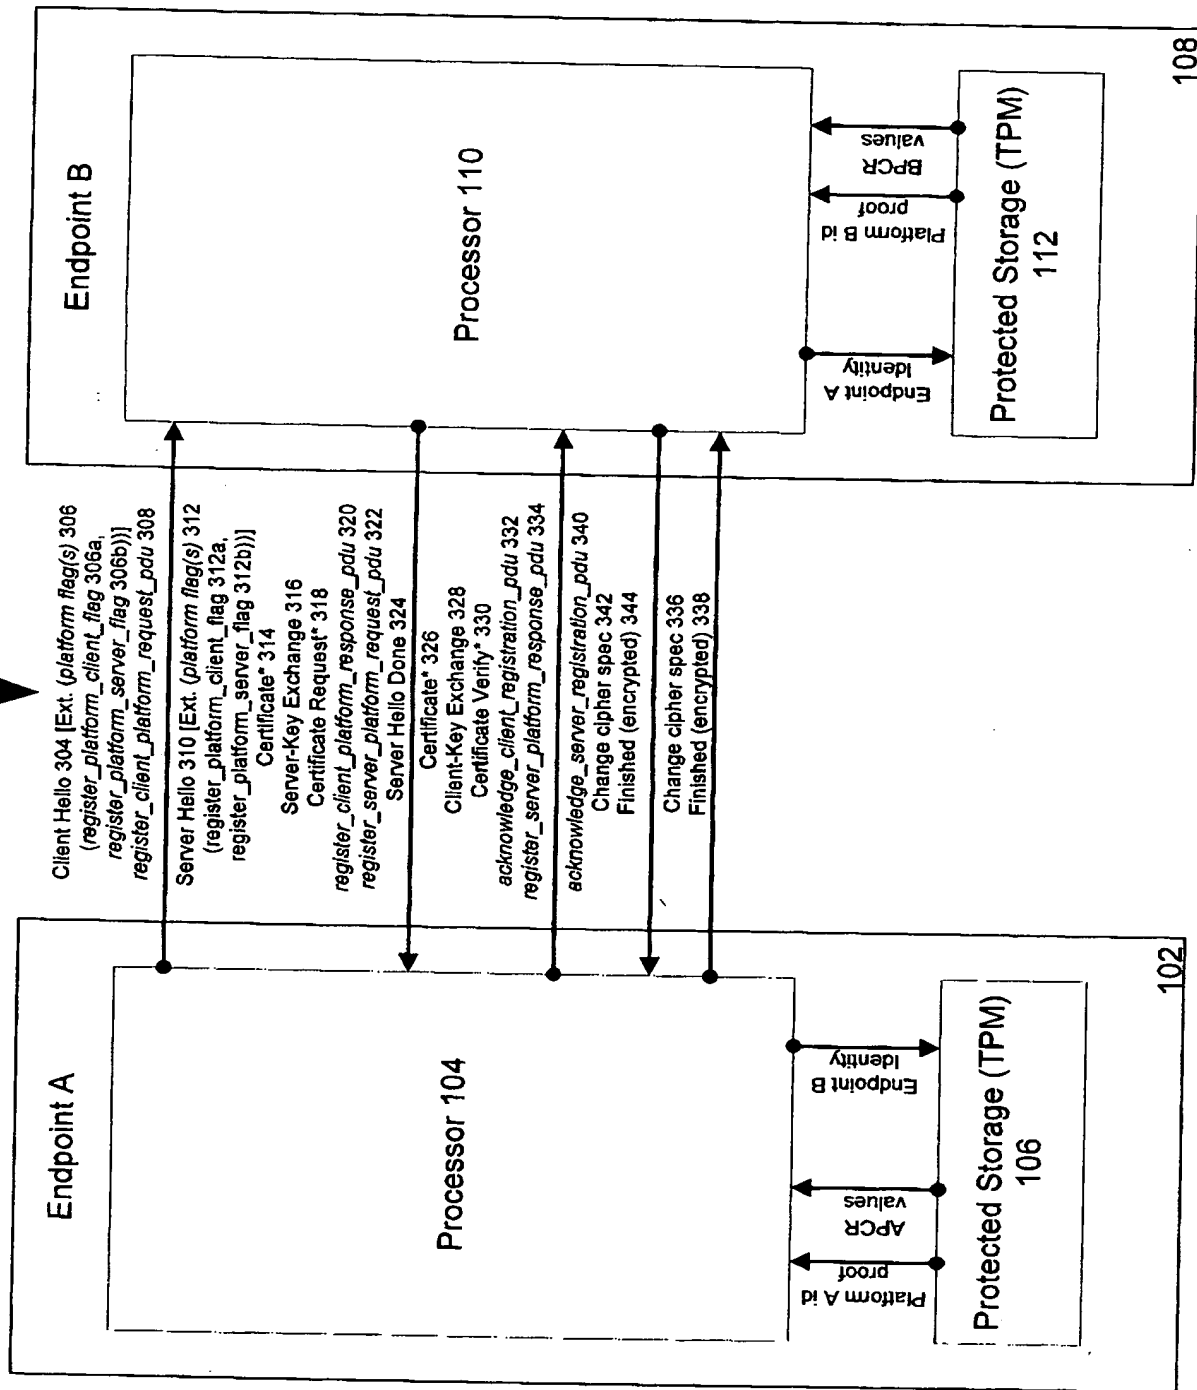 Endpoint B
Processor 110
BPCR
values
Platform B id
proof
Endpoint A
Identity
Protected Storage (TPM)
112
108
Client Hello 304 [Ext. (platform flag(s) 306
(register_platform_client_flag 306a,
register_platform_server_flag 306b))]
register_client_platform_request_pdu 308
Server Hello 310 [Ext. (platform flag(s) 312
(register_platform_client_flag 312a,
register_platform_server_flag 312b))]
Certificate* 314
Server-Key Exchange 316
Certificate Request* 318
register_client_platform_response_pdu 320
register_server_platform_request_pdu 322
Server Hello Done 324
Certificate* 326
Client-Key Exchange 328
Certificate Verify* 330
acknowledge_client_registration_pdu 332
register_server_platform_response_pdu 334
acknowledge_server_registration_pdu 340
Change cipher spec 342
Finished (encrypted) 344
Change cipher spec 336
Finished (encrypted) 338
Endpoint A
Processor 104
Endpoint B
Identity
APCR
values
Platform A id
proof
Protected Storage (TPM)
106
102